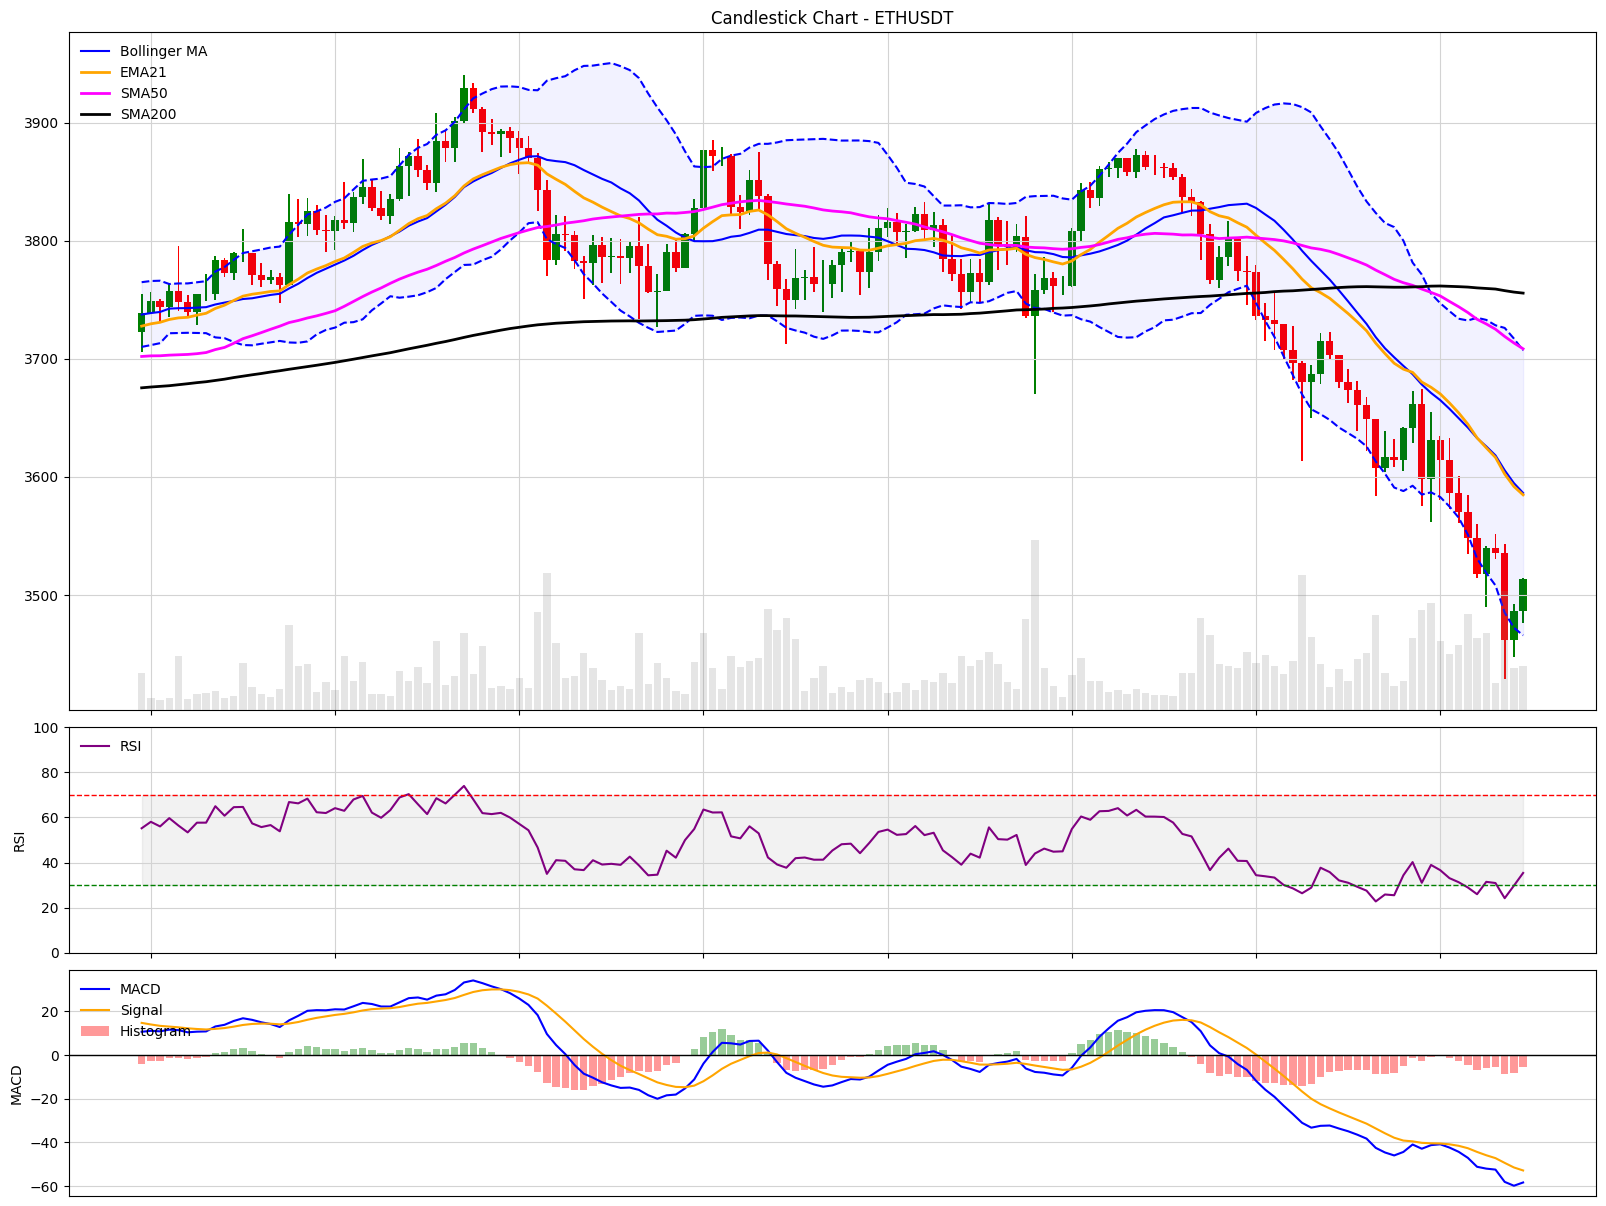 Candlestick Chart - ETHUSDT
Bollinger MA
EMA21
SMA50
SMA200
3900
3800
3700
3600
3500
RSI
100
80
60
40
20
0
RSI
MACD
Signal
Histogram
20
0
−20
−40
−60
MACD